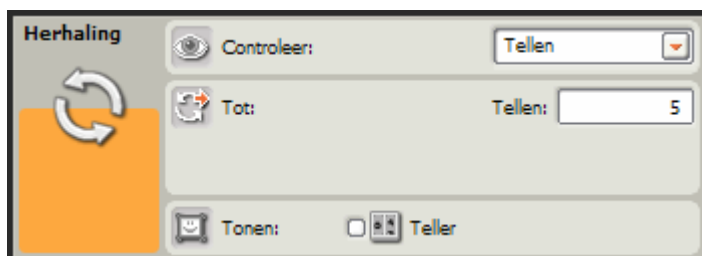 Herhaling
Controleer: Tellen
Tot: Tellen: 5
Tonen: Teller